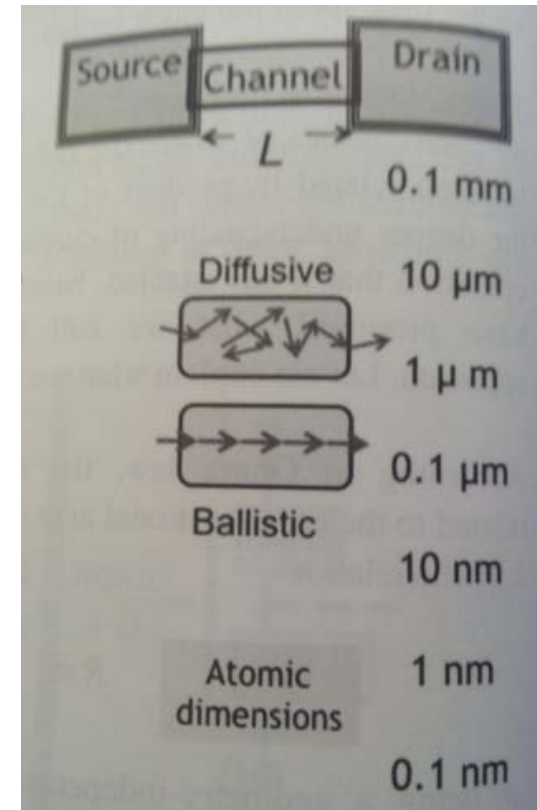 Source Channel Drain
L
0.1 mm
Diffusive 10 µm
1 µ m
0.1 µm
Ballistic
10 nm
Atomic 1 nm
dimensions
0.1 nm